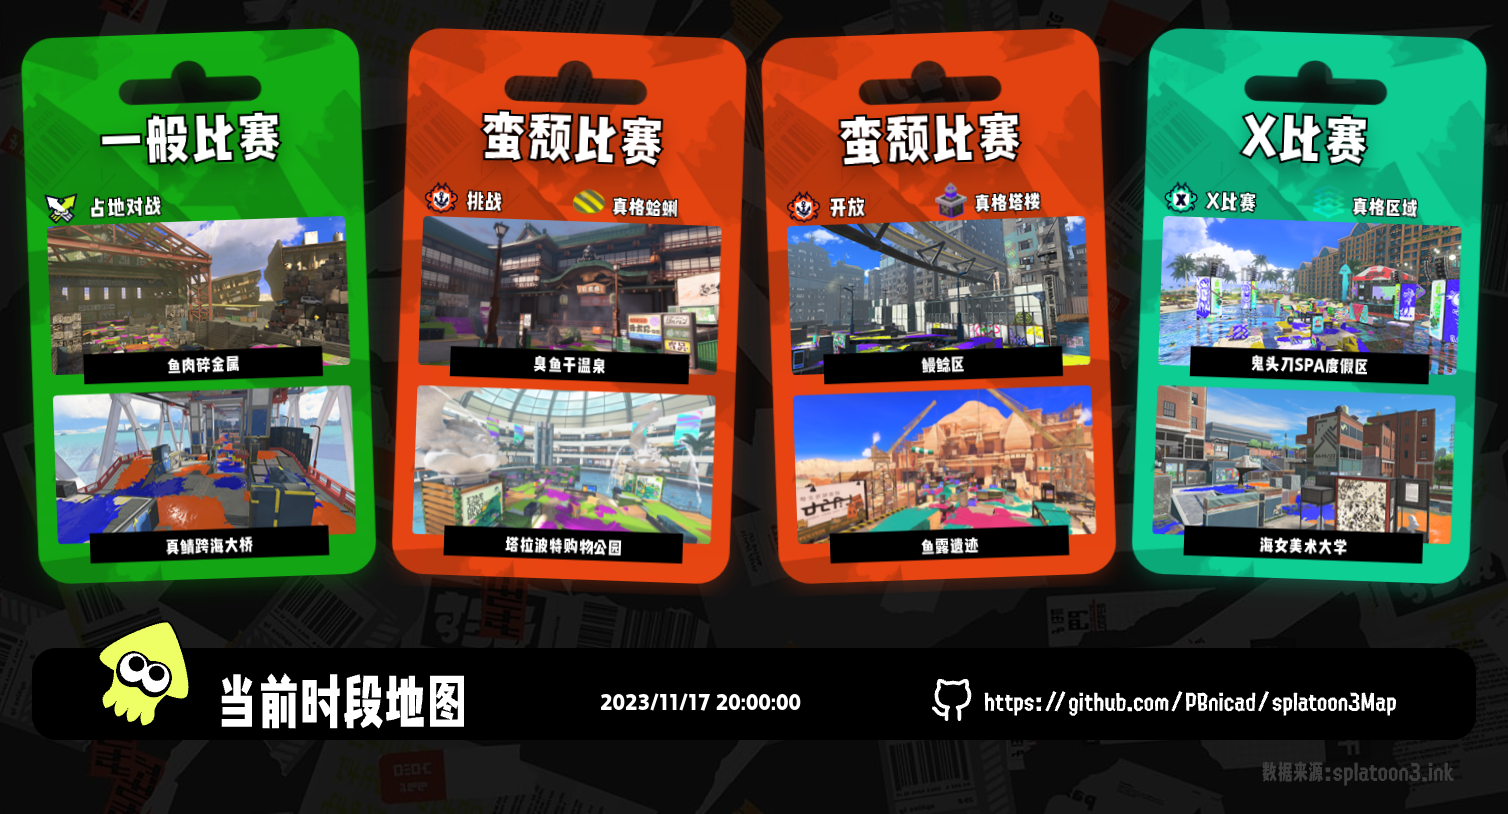 一般比赛
占地对战
鱼肉碎金属
真鲭跨海大桥
蛮颓比赛
挑战
真格蛤蜊
臭鱼干温泉
塔拉波特购物公园
蛮颓比赛
开放
真格塔楼
鳗鲶区
鱼露遗迹
X比赛
X比赛
真格区域
鬼头刀SPA度假区
海女美术大学
当前时段地图
2023/11/17 20:00:00
https://github.com/PBnicad/splatoon3Map
数据来源:splatoon3.ink